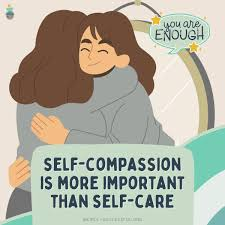 you are
ENOUGH
SELF-COMPASSION
IS MORE IMPORTANT
THAN SELF-CARE